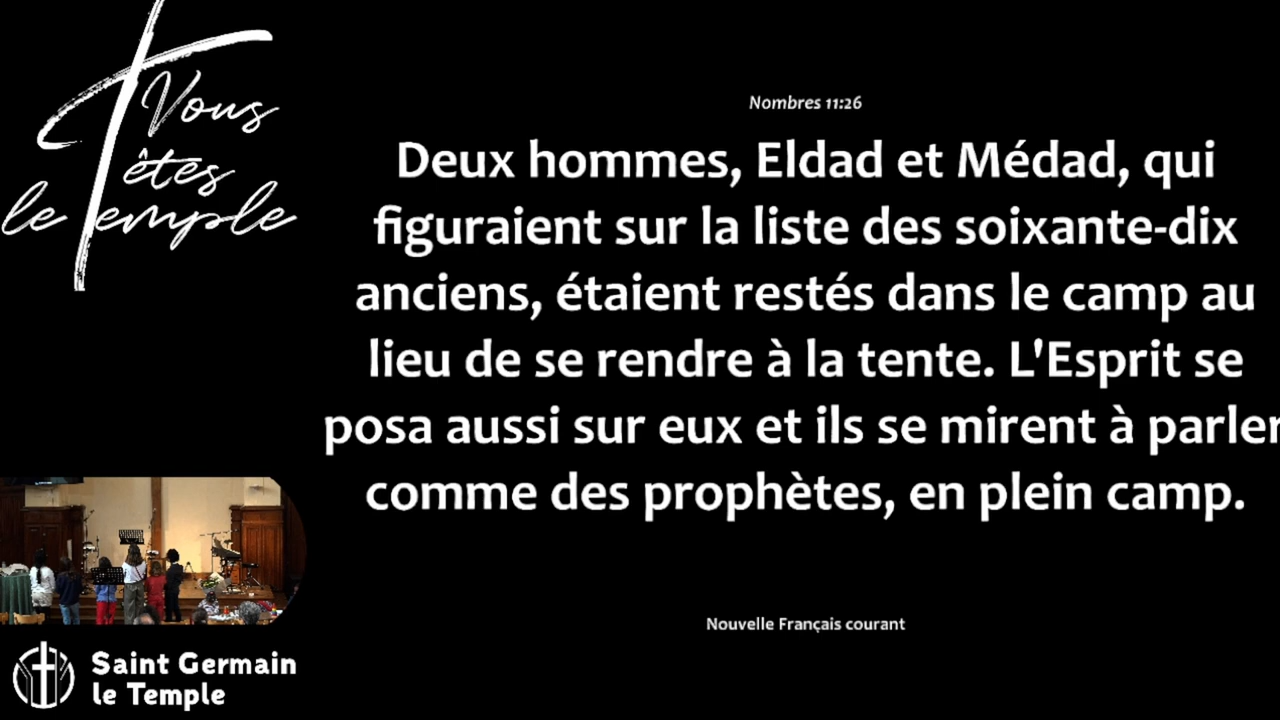 Vous
êtes
le Temple
Nombres 11:26
Deux hommes, Eldad et Médad, qui
figuraient sur la liste des soixante-dix
anciens, étaient restés dans le camp au
lieu de se rendre à la tente. L'Esprit se
posa aussi sur eux et ils se mirent à parler
comme des prophètes, en plein camp.
Nouvelle Français courant
Saint Germain
le Temple